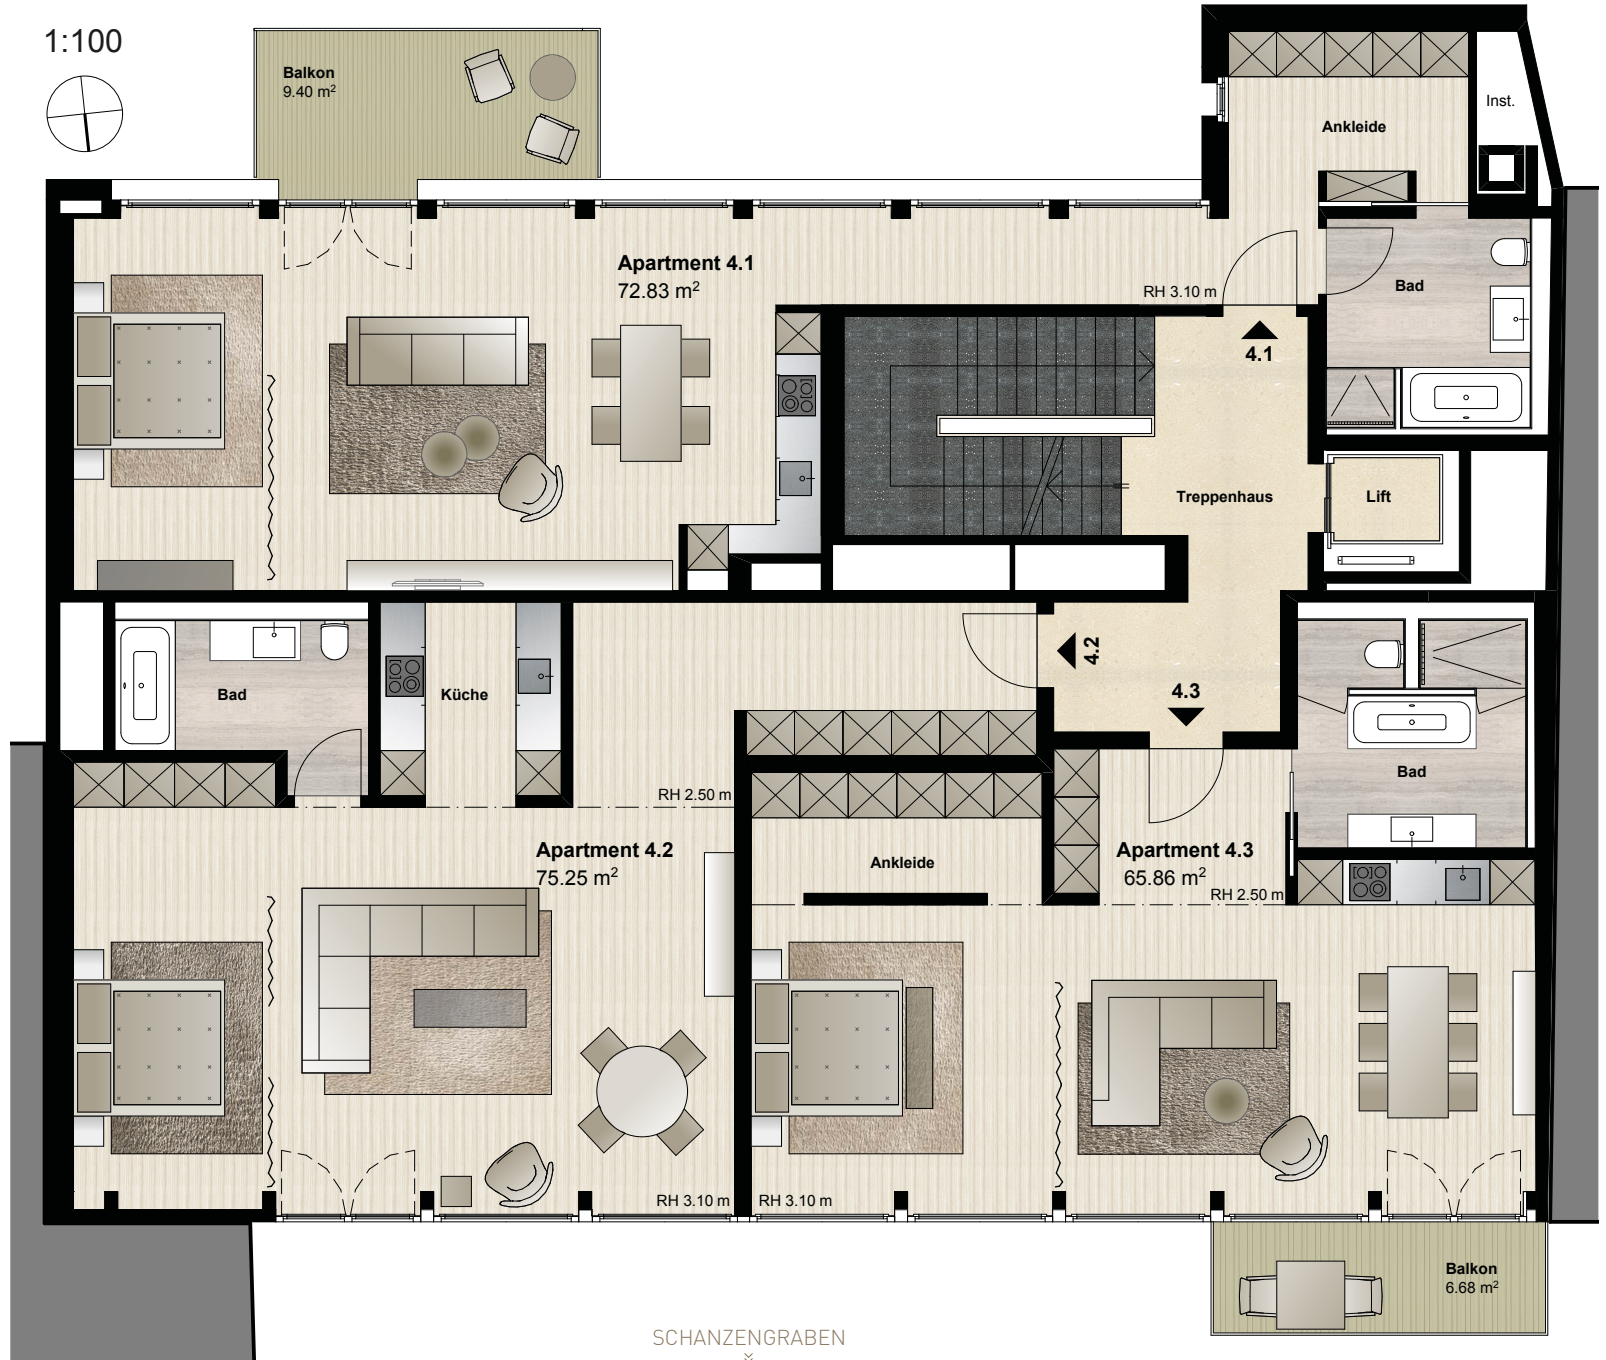 1:100
Balkon
9.40 m²
Inst.
Ankleide
Apartment 4.1
72.83 m²
RH 3.10 m
Bad
4.1
Treppenhaus
Lift
4.2
4.3
Bad
Küche
Bad
RH 2.50 m
Apartment 4.2
75.25 m²
Ankleide
Apartment 4.3
65.86 m²
RH 2.50 m
RH 3.10 m
RH 3.10 m
Balkon
6.68 m²
SCHANZENGRABEN